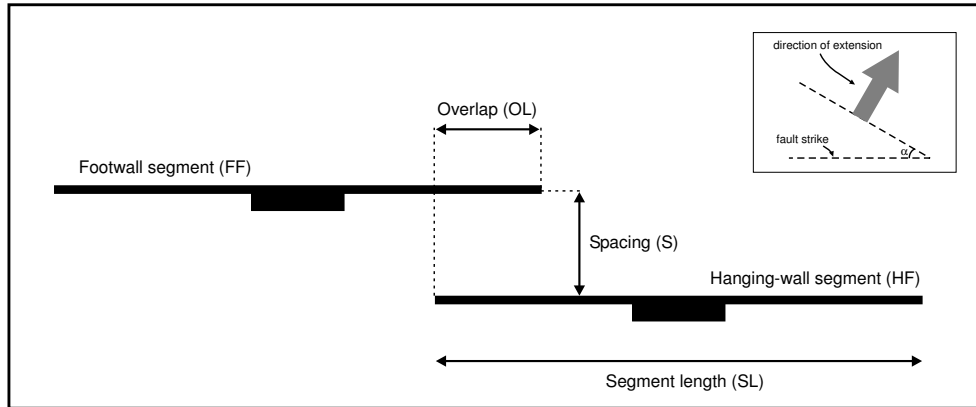 direction of extension
Overlap (OL)
fault strike
α
Footwall segment (FF)
Spacing (S)
Hanging-wall segment (HF)
Segment length (SL)